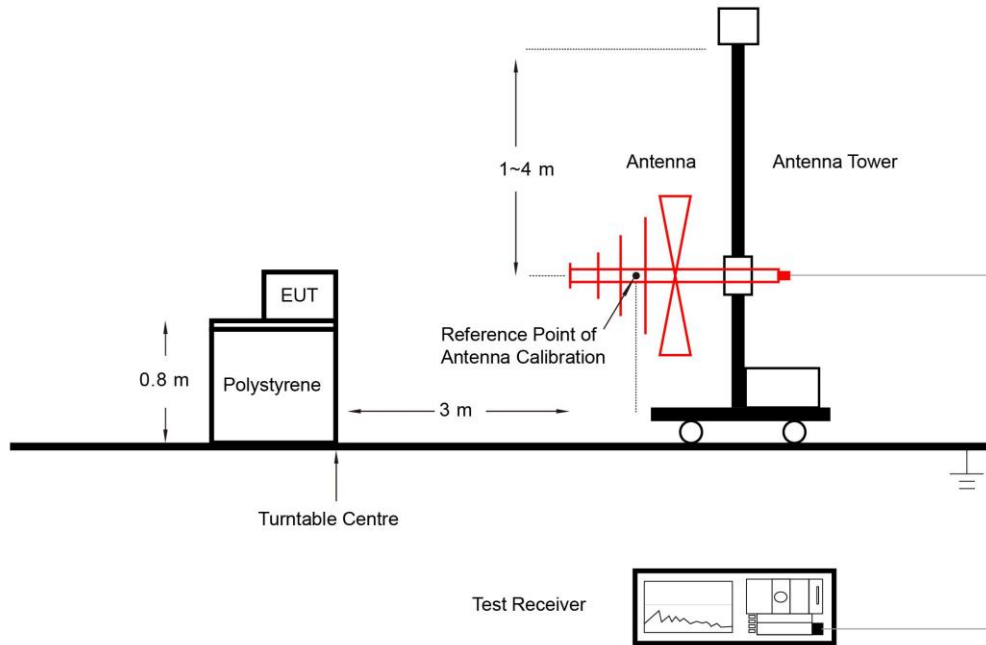 1~4 m
Antenna
Antenna Tower
EUT
Reference Point of
Antenna Calibration
0.8 m
Polystyrene
3 m
Turntable Centre
Test Receiver